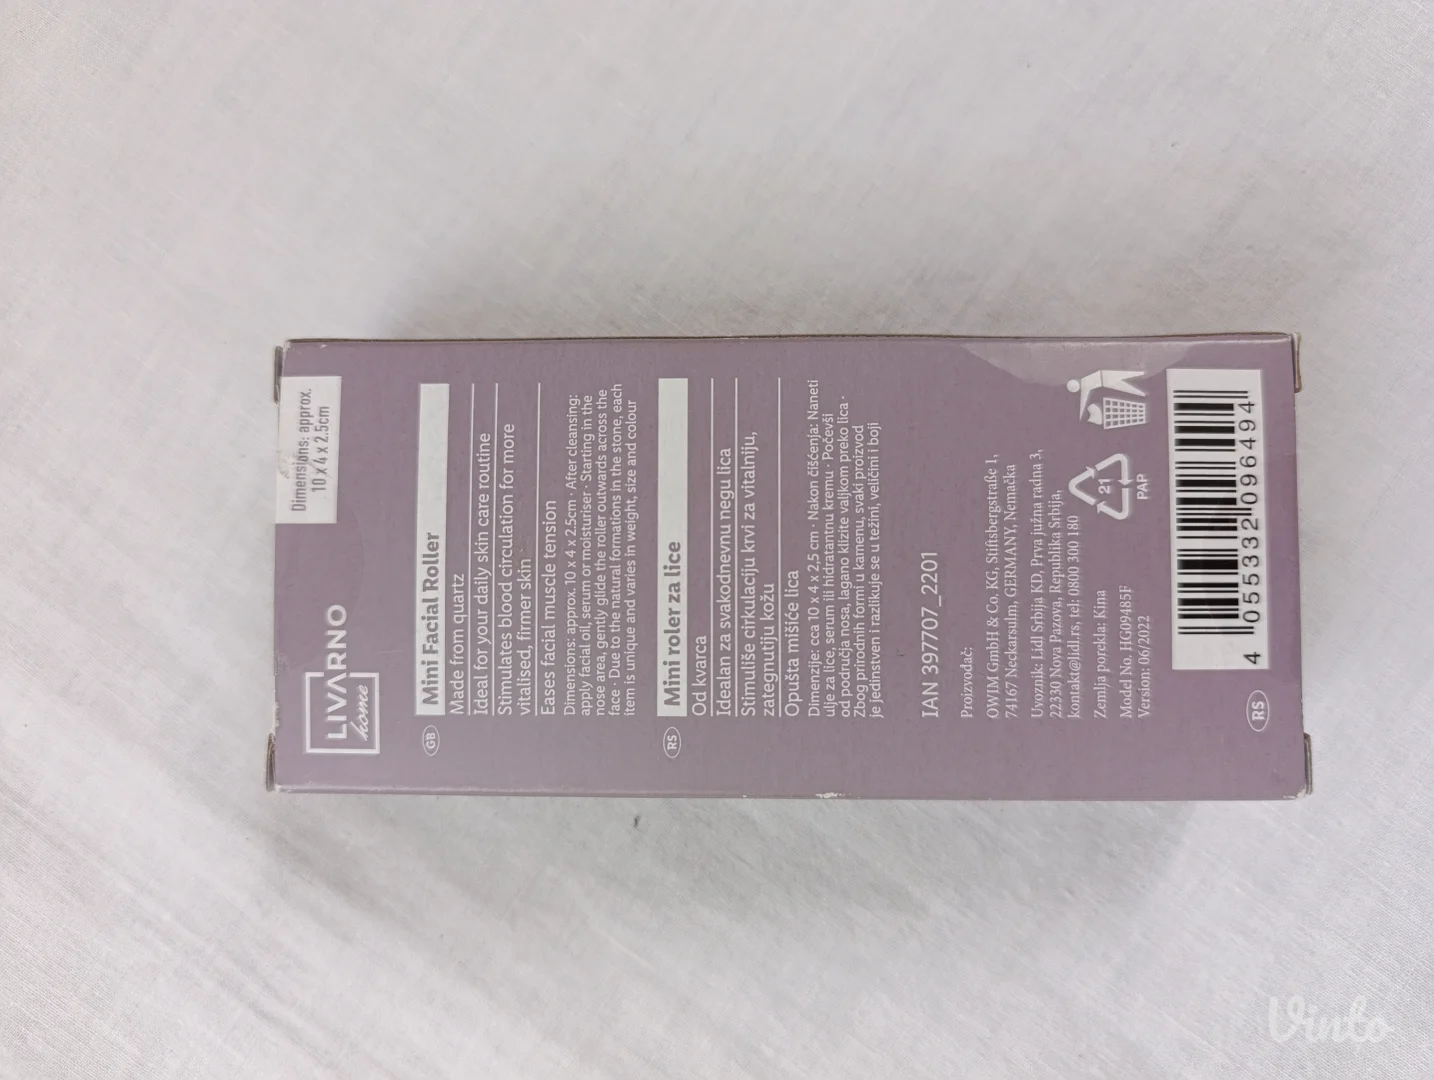 LIVARNO
home
Dimensions: approx.
10 x 4 x 2.5cm
GB
Mini Facial Roller
Made from quartz
Ideal for your daily skin care routine
Stimulates blood circulation for more
vitalised, firmer skin
Eases facial muscle tension
Dimensions: approx. 10 x 4 x 2.5cm · After cleansing:
apply facial oil, serum or moisturiser · Starting in the
nose area, gently glide the roller outwards across the
face · Due to the natural formations in the stone, each
item is unique and varies in weight, size and colour
RS
Mini roler za lice
Od kvarca
Idealan za svakodnevnu negu lica
Stimuliše cirkulaciju krvi za vitalniju,
zategnutiju kožu
Opušta mišiće lica
Dimenzije: cca 10 x 4 x 2,5 cm · Nakon čišćenja: Naneti
ulje za lice, serum ili hidratantnu kremu · Počevši
od područja nosa, lagano klizite valjkom preko lica ·
Zbog prirodnih formi u kamenu, svaki proizvod
je jedinstven i razlikuje se u težini, veličini i boji
IAN 397707_2201
Proizvođač:
OWIM GmbH & Co. KG, Stiftsbergstraße 1,
74167 Neckarsulm, GERMANY, Nemačka
Uvoznik: Lidl Srbija KD, Prva južna radna 3,
22330 Nova Pazova, Republika Srbija,
kontakt@lidl.rs, tel: 0800 300 180
Zemlja porekla: Kina
Model No. HG09485F
Version: 06/2022
21
PAP
RS
4 055332 096494
Vinto